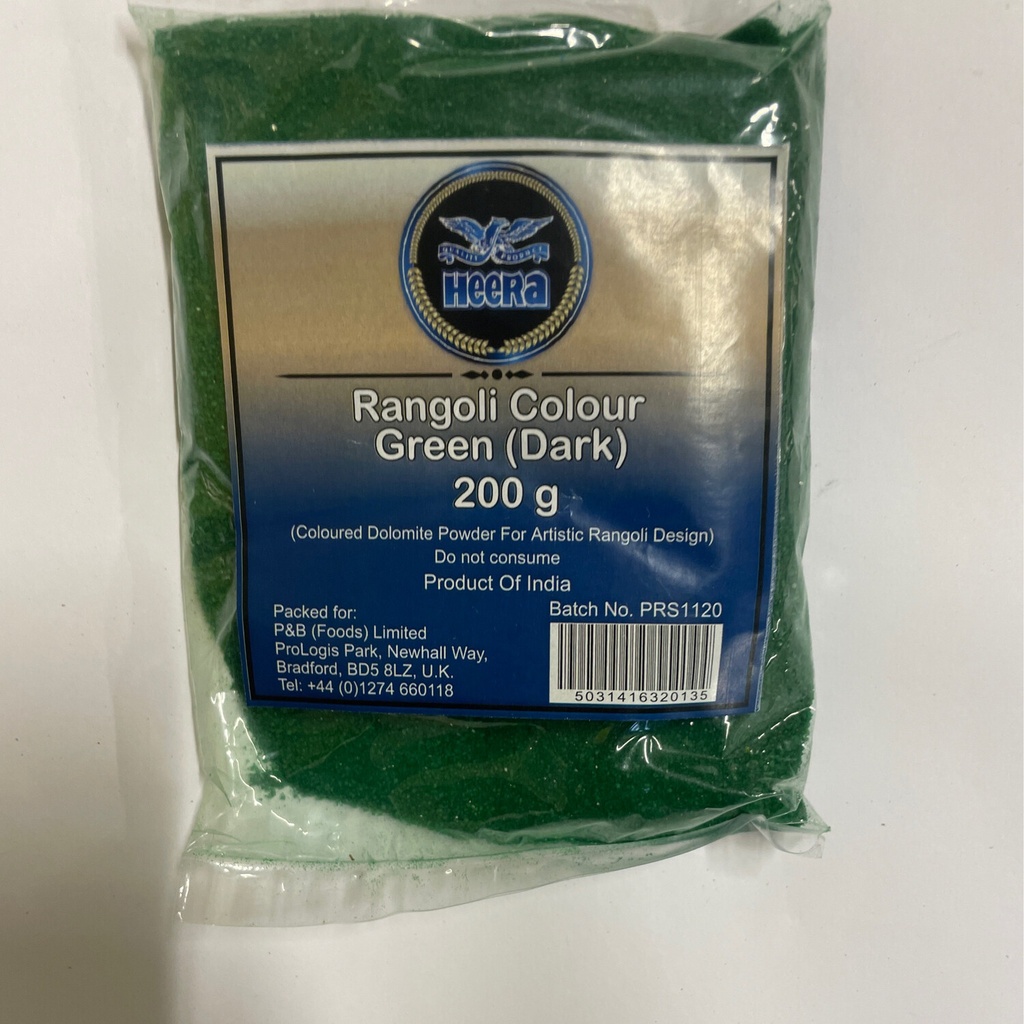 QUALITY PRODUCT
HEERA
Rangoli Colour
Green (Dark)
200 g
(Coloured Dolomite Powder For Artistic Rangoli Design)
Do not consume
Product Of India
Packed for:
P&B (Foods) Limited
ProLogis Park, Newhall Way,
Bradford, BD5 8LZ, U.K.
Tel: +44 (0)1274 660118
Batch No. PRS1120
5031416320135